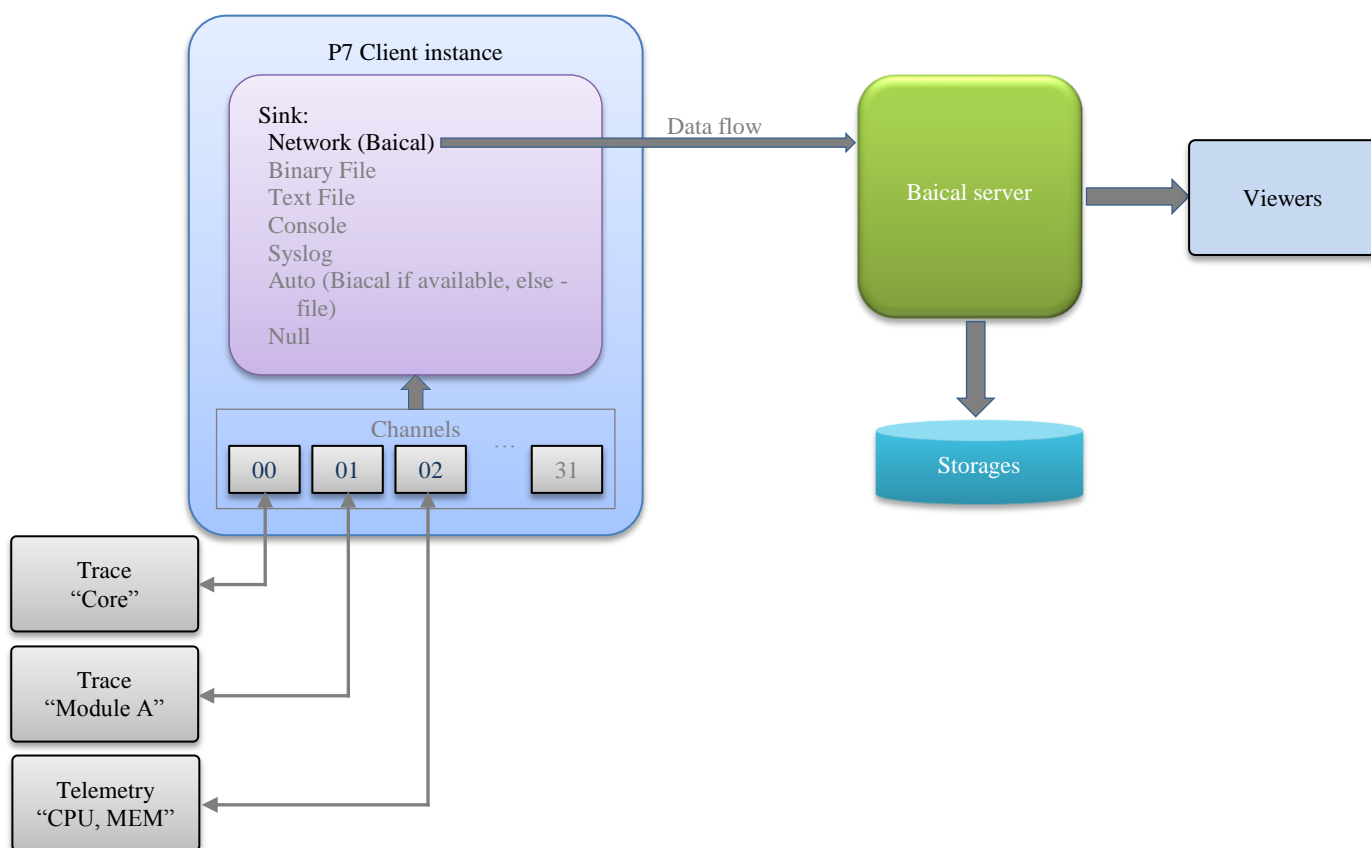 P7 Client instance
Sink:
Network (Baical)
Binary File
Text File
Console
Syslog
Auto (Biacal if available, else -
file)
Null
Data flow
Baical server
Viewers
Storages
Channels
00
01
02
...
31
Trace
“Core”
Trace
“Module A”
Telemetry
“CPU, MEM”